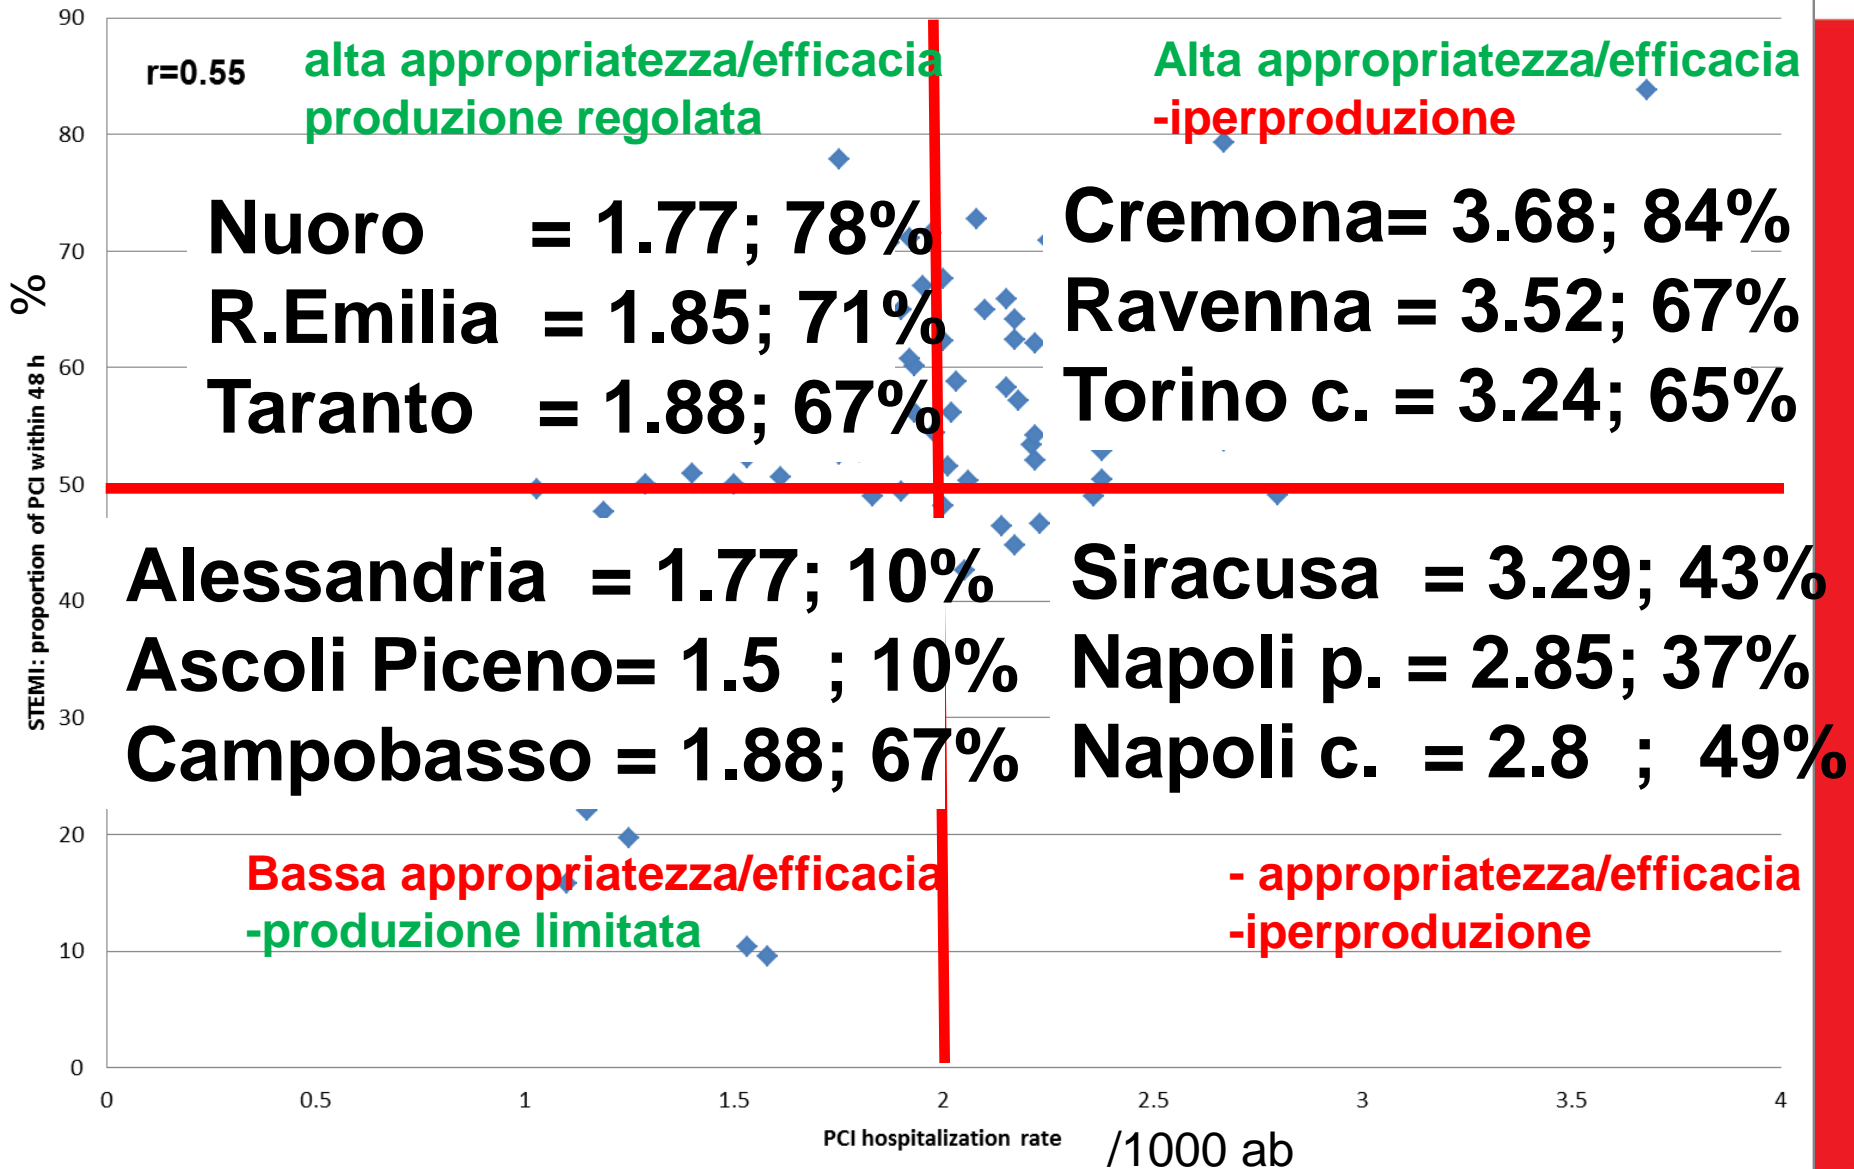 r=0.55
alta appropriatezza/efficacia
produzione regolata
Alta appropriatezza/efficacia
-iperproduzione
Nuoro = 1.77; 78%
R.Emilia = 1.85; 71%
Taranto = 1.88; 67%
Cremona= 3.68; 84%
Ravenna = 3.52; 67%
Torino c. = 3.24; 65%
Alessandria = 1.77; 10%
Ascoli Piceno= 1.5 ; 10%
Campobasso = 1.88; 67%
Siracusa = 3.29; 43%
Napoli p. = 2.85; 37%
Napoli c. = 2.8 ; 49%
Bassa appropriatezza/efficacia
-produzione limitata
- appropriatezza/efficacia
-iperproduzione
STEMI: proportion of PCI within 48 h %
90
80
70
60
50
40
30
20
10
0
0 0.5 1 1.5 2 2.5 3 3.5 4
PCI hospitalization rate /1000 ab